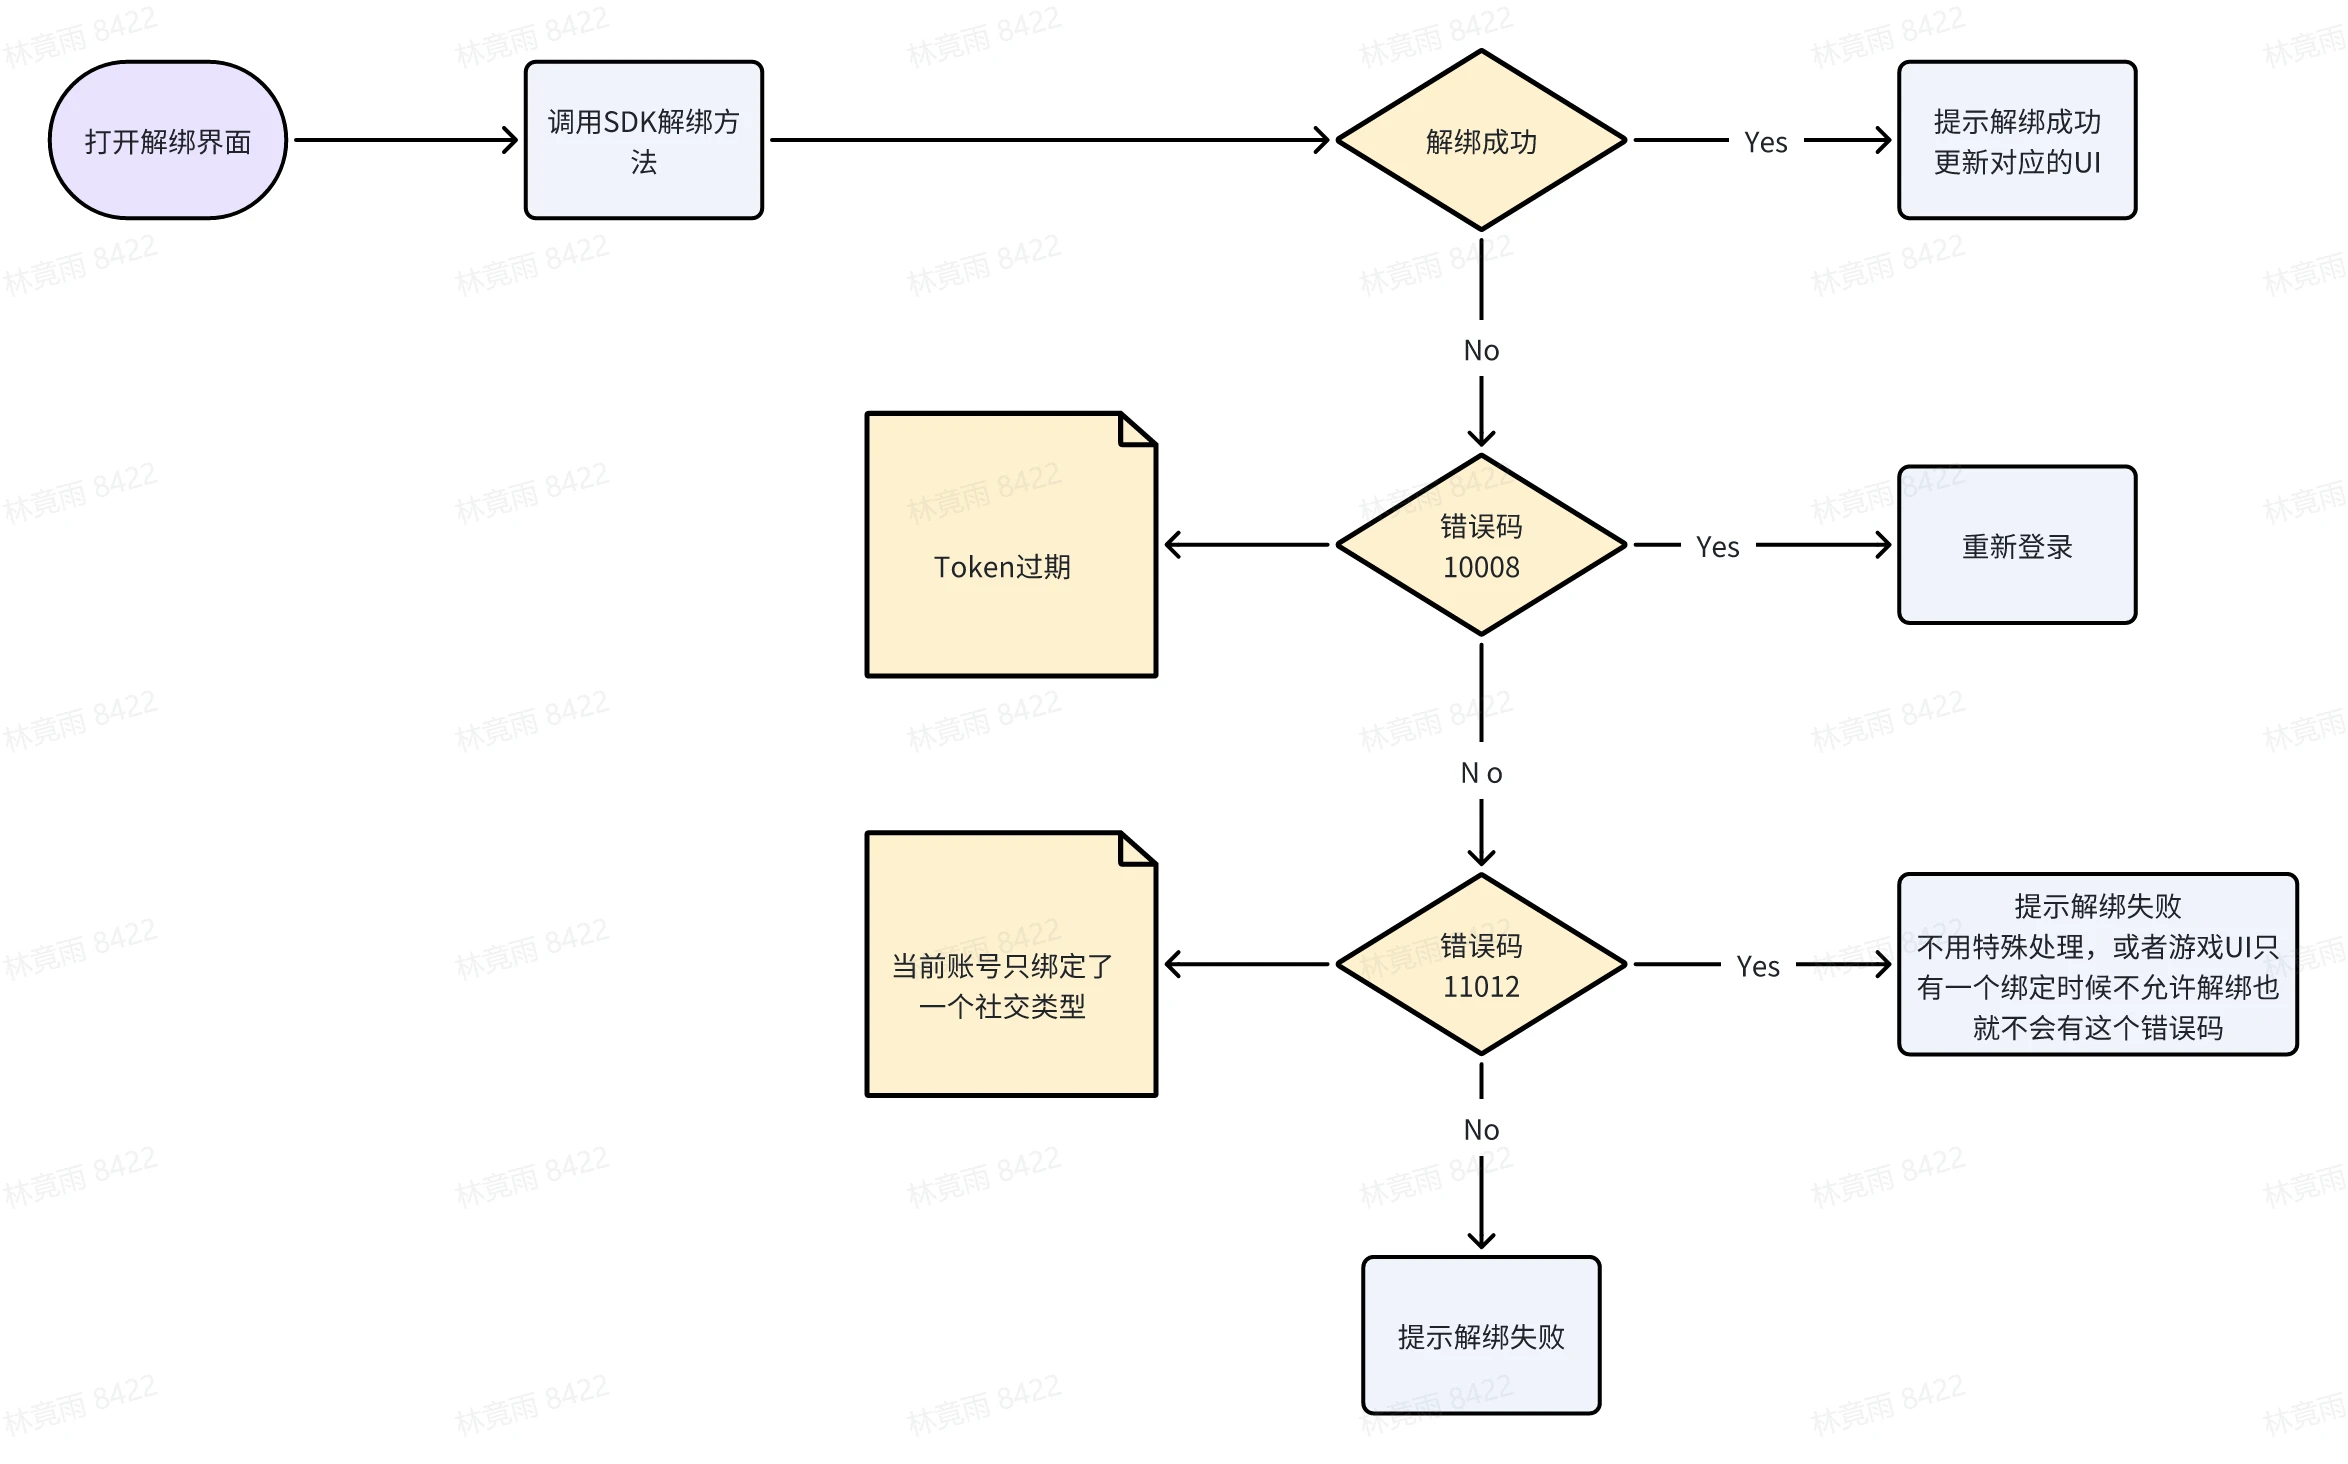 打开解绑界面
调用SDK解绑方
法
解绑成功
Yes
提示解绑成功
更新对应的UI
No
Token过期
错误码
10008
Yes
重新登录
N o
当前账号只绑定了
一个社交类型
错误码
11012
Yes
提示解绑失败
不用特殊处理，或者游戏UI只
有一个绑定时候不允许解绑也
就不会有这个错误码
No
提示解绑失败
林竟雨 8422